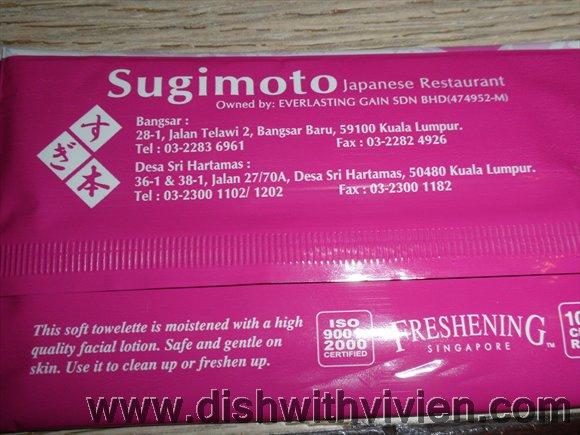 Sugimoto Japanese Restaurant
Owned by: EVERLASTING GAIN SDN BHD(474952-M)
す
ぎ
本
Bangsar :
28-1, Jalan Telawi 2, Bangsar Baru, 59100 Kuala Lumpur.
Tel : 03-2283 6961 Fax : 03-2282 4926
Desa Sri Hartamas :
36-1 & 38-1, Jalan 27/70A, Desa Sri Hartamas, 50480 Kuala Lumpur.
Tel : 03-2300 1102/ 1202 Fax : 03-2300 1182
This soft towelette is moistened with a high
quality facial lotion. Safe and gentle on
skin. Use it to clean up or freshen up.
ISO
9001
2000
CERTIFIED
FRESHENING
SINGAPORE
TM
www.dishwithvivien.com